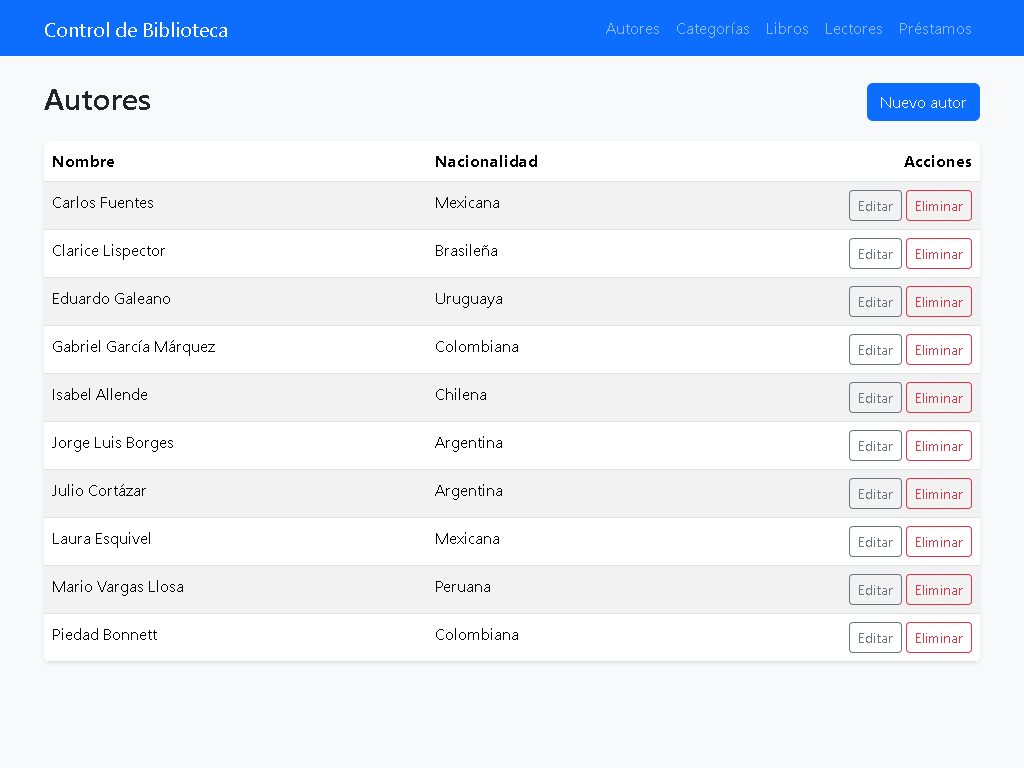 Control de Biblioteca Autores Categorías Libros Lectores Préstamos
Autores Nuevo autor
Nombre Nacionalidad Acciones
Carlos Fuentes Mexicana Editar Eliminar
Clarice Lispector Brasileña Editar Eliminar
Eduardo Galeano Uruguaya Editar Eliminar
Gabriel García Márquez Colombiana Editar Eliminar
Isabel Allende Chilena Editar Eliminar
Jorge Luis Borges Argentina Editar Eliminar
Julio Cortázar Argentina Editar Eliminar
Laura Esquivel Mexicana Editar Eliminar
Mario Vargas Llosa Peruana Editar Eliminar
Piedad Bonnett Colombiana Editar Eliminar